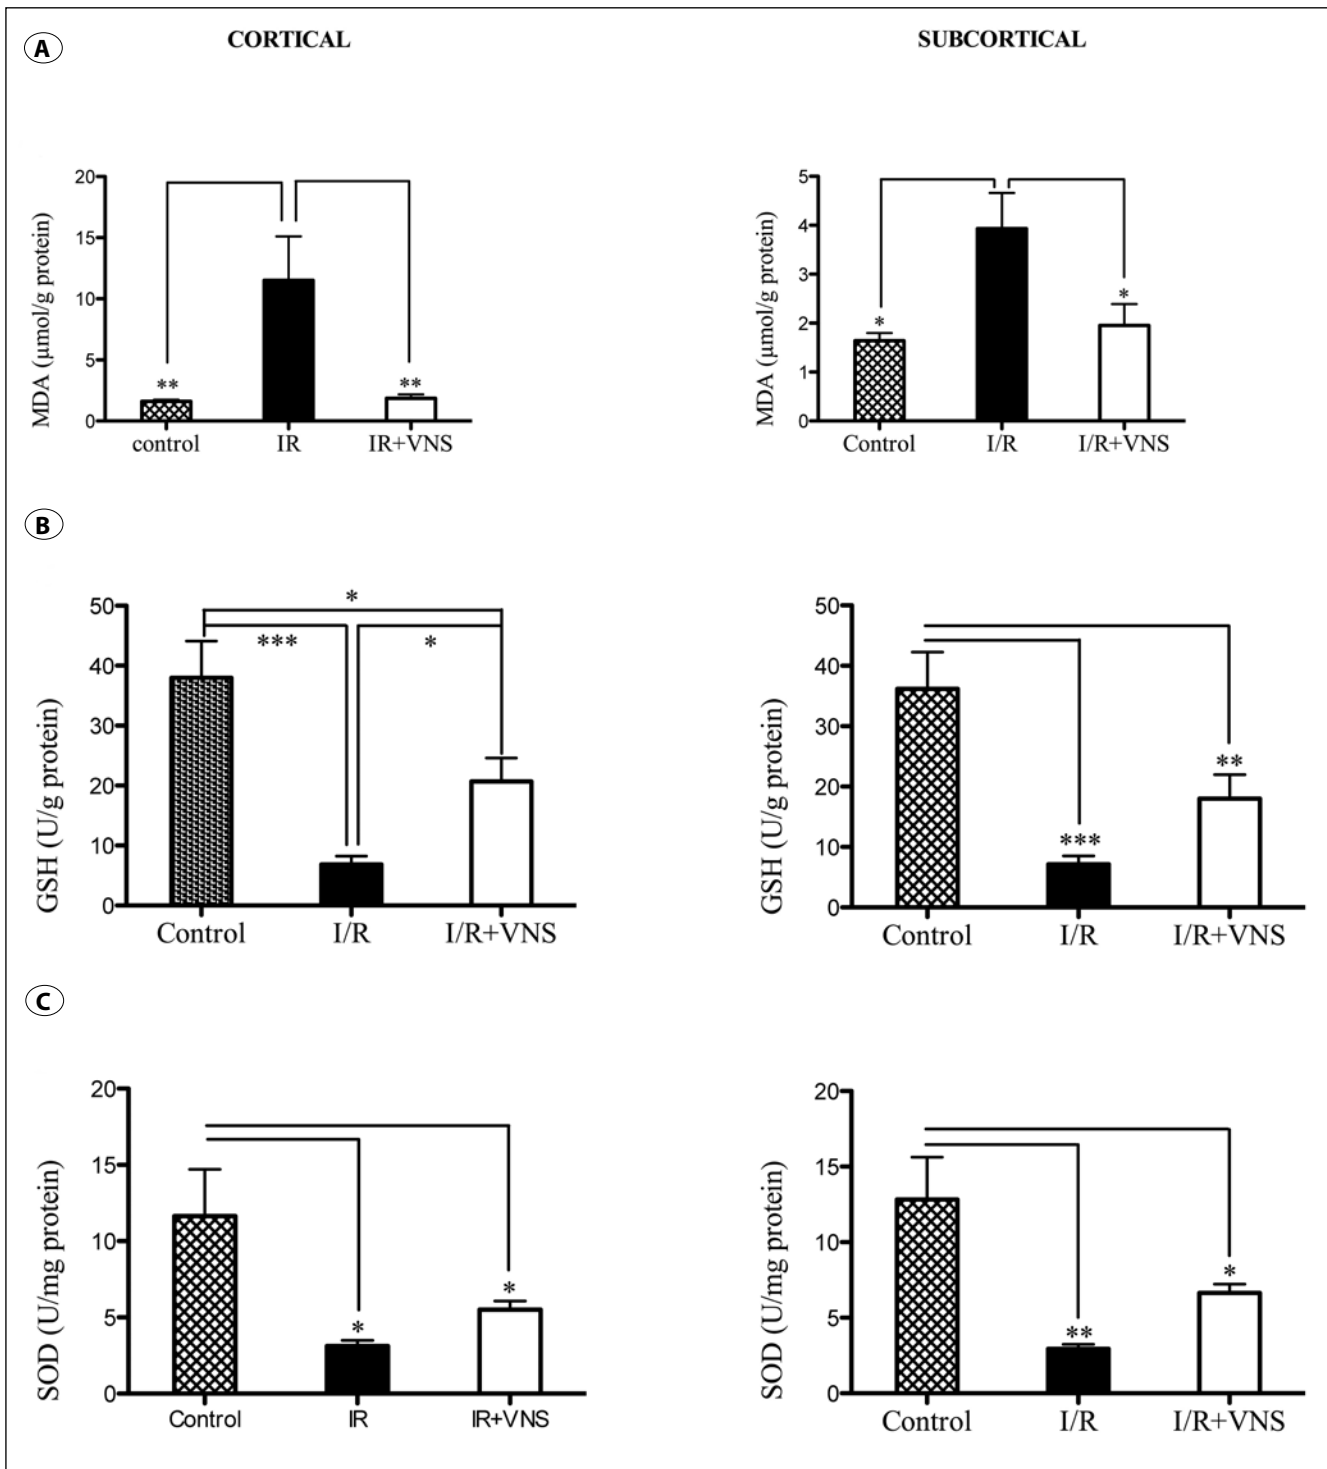 A
CORTICAL
SUBCORTICAL
MDA (µmol/g protein)
20
15
10
5
0
**
**
control IR IR+VNS
MDA (µmol/g protein)
5
4
3
2
1
0
*
*
Control I/R I/R+VNS
B
GSH (U/g protein)
50
40
30
20
10
0
*
***
*
Control I/R I/R+VNS
GSH (U/g protein)
50
40
30
20
10
0
***
**
Control I/R I/R+VNS
C
SOD (U/mg protein)
20
15
10
5
0
*
*
Control IR IR+VNS
SOD (U/mg protein)
20
15
10
5
0
**
*
Control I/R I/R+VNS